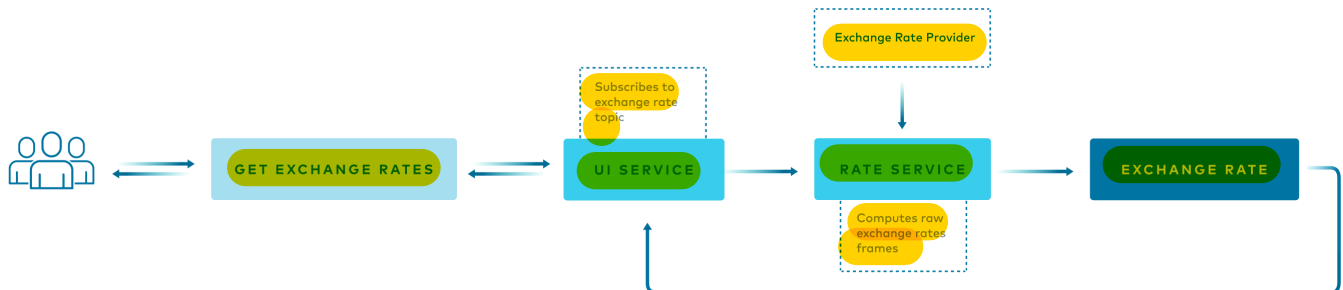 Exchange Rate Provider
Subscribes to
exchange rate
topic
GET EXCHANGE RATES
UI SERVICE
RATE SERVICE
EXCHANGE RATE
Computes raw
exchange rates
frames